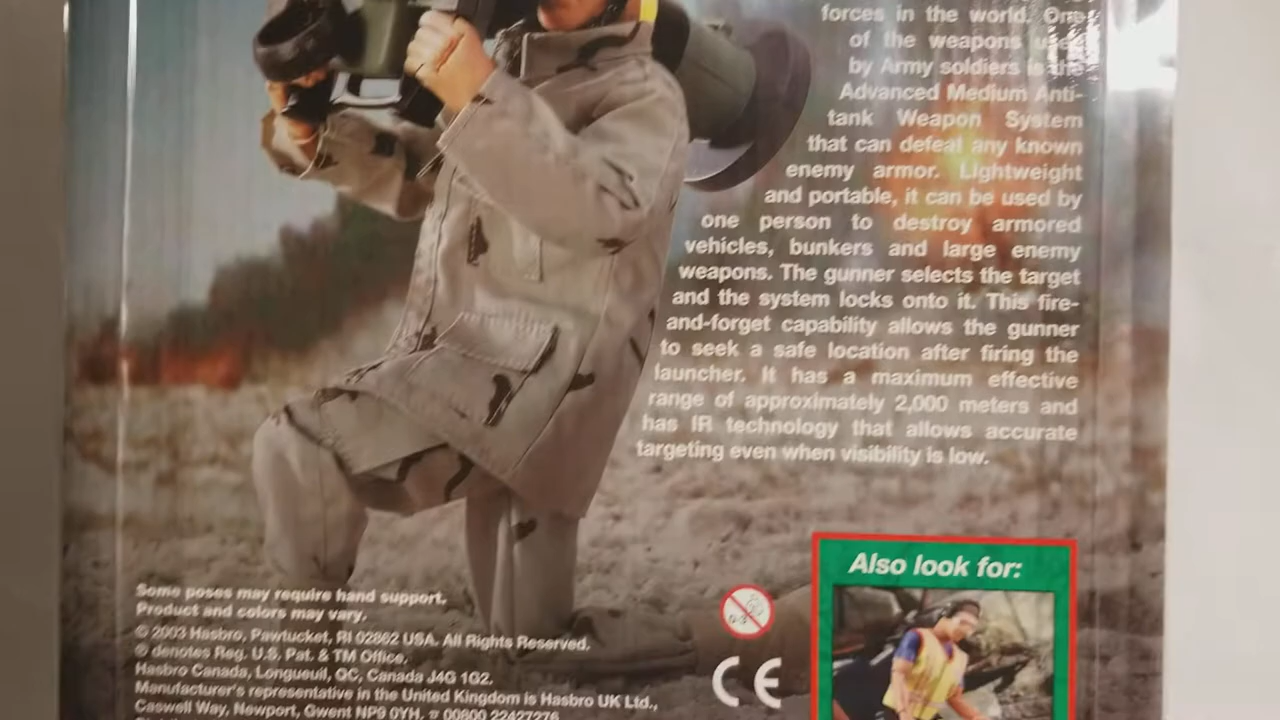 forces in the world. One
of the weapons used
by Army soldiers is the
Advanced Medium Anti-
tank Weapon System
that can defeat any known
enemy armor. Lightweight
and portable, it can be used by
one person to destroy armored
vehicles, bunkers and large enemy
weapons. The gunner selects the target
and the system locks onto it. This fire-
and-forget capability allows the gunner
to seek a safe location after firing the
launcher. It has a maximum effective
range of approximately 2,000 meters and
has IR technology that allows accurate
targeting even when visibility is low.
Also look for:
Some poses may require hand support.
Product and colors may vary.
© 2003 Hasbro, Pawtucket, RI 02862 USA. All Rights Reserved.
® denotes Reg. U.S. Pat. & TM Office.
Hasbro Canada, Longueuil, QC, Canada J4G 1G2.
Manufacturer's representative in the United Kingdom is Hasbro UK Ltd.,
Caswell Way, Newport, Gwent NP9 0YH. ☎ 00800 22427276
0-3
CE